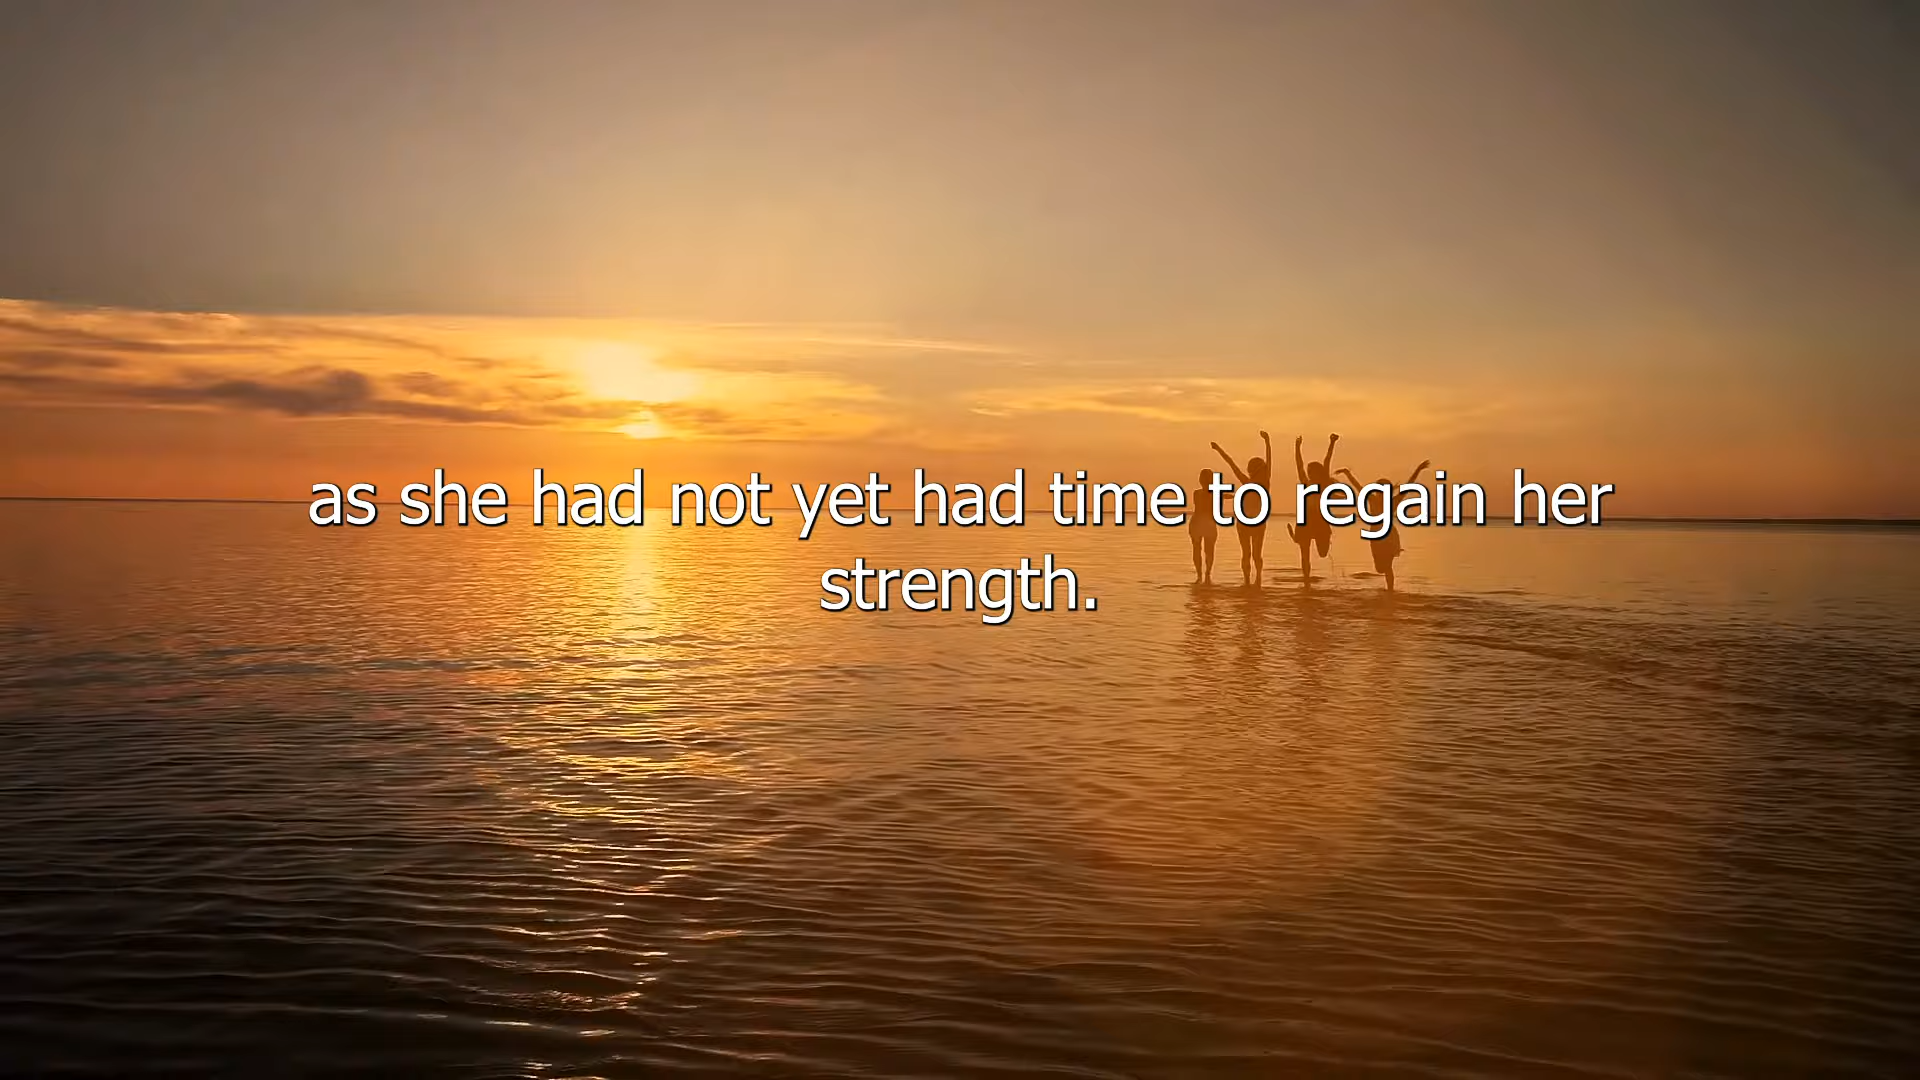 as she had not yet had time to regain her
strength.